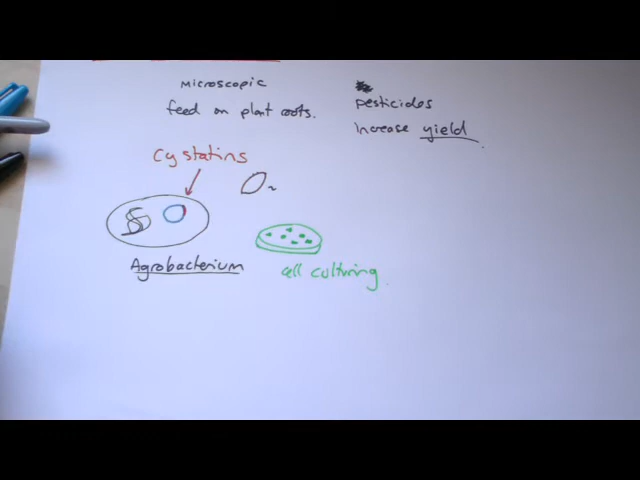 microscopic
feed on plant roots.
pesticides
increase yield.
Cystatins
Agrobacterium
cell culturing.